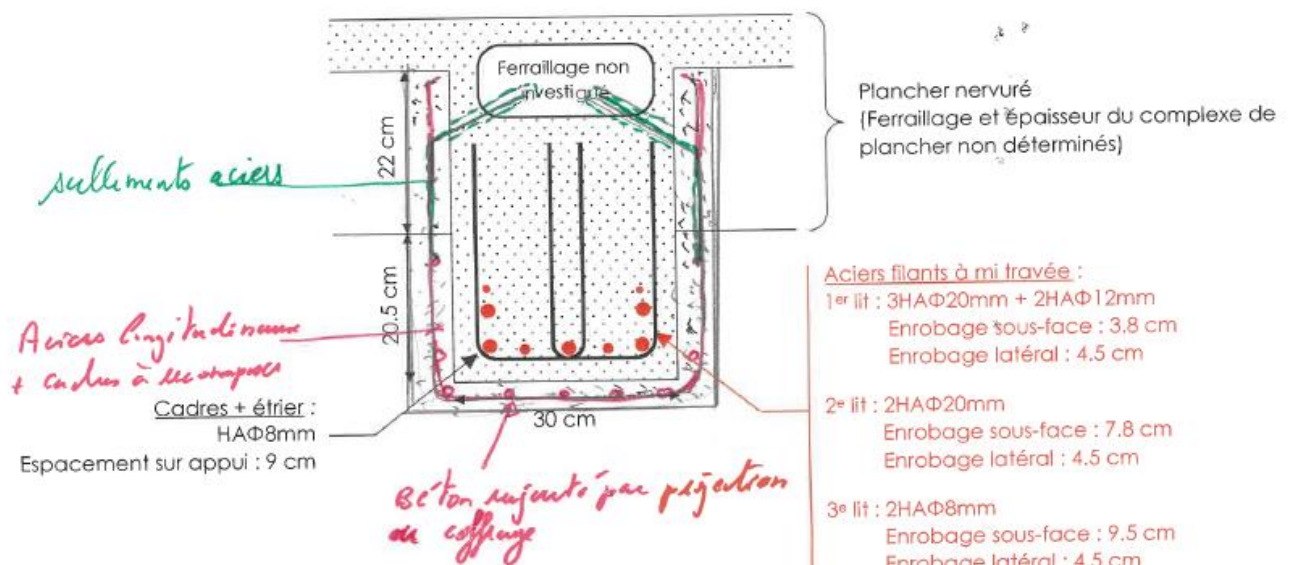 Ferraillage non
investigué
Plancher nervuré
(Ferraillage et épaisseur du complexe de
plancher non déterminés)
22 cm
scellements aciers
20.5 cm
Aciers longitudinaux
+ cadres à
Cadres + étrier :
HAΦ8mm
Espacement sur appui : 9 cm
30 cm
Béton rajouté par projection
ou coffrage
Aciers filants à mi travée :
1er lit : 3HAΦ20mm + 2HAΦ12mm
Enrobage sous-face : 3.8 cm
Enrobage latéral : 4.5 cm
2e lit : 2HAΦ20mm
Enrobage sous-face : 7.8 cm
Enrobage latéral : 4.5 cm
3e lit : 2HAΦ8mm
Enrobage sous-face : 9.5 cm
Enrobage latéral : 4.5 cm